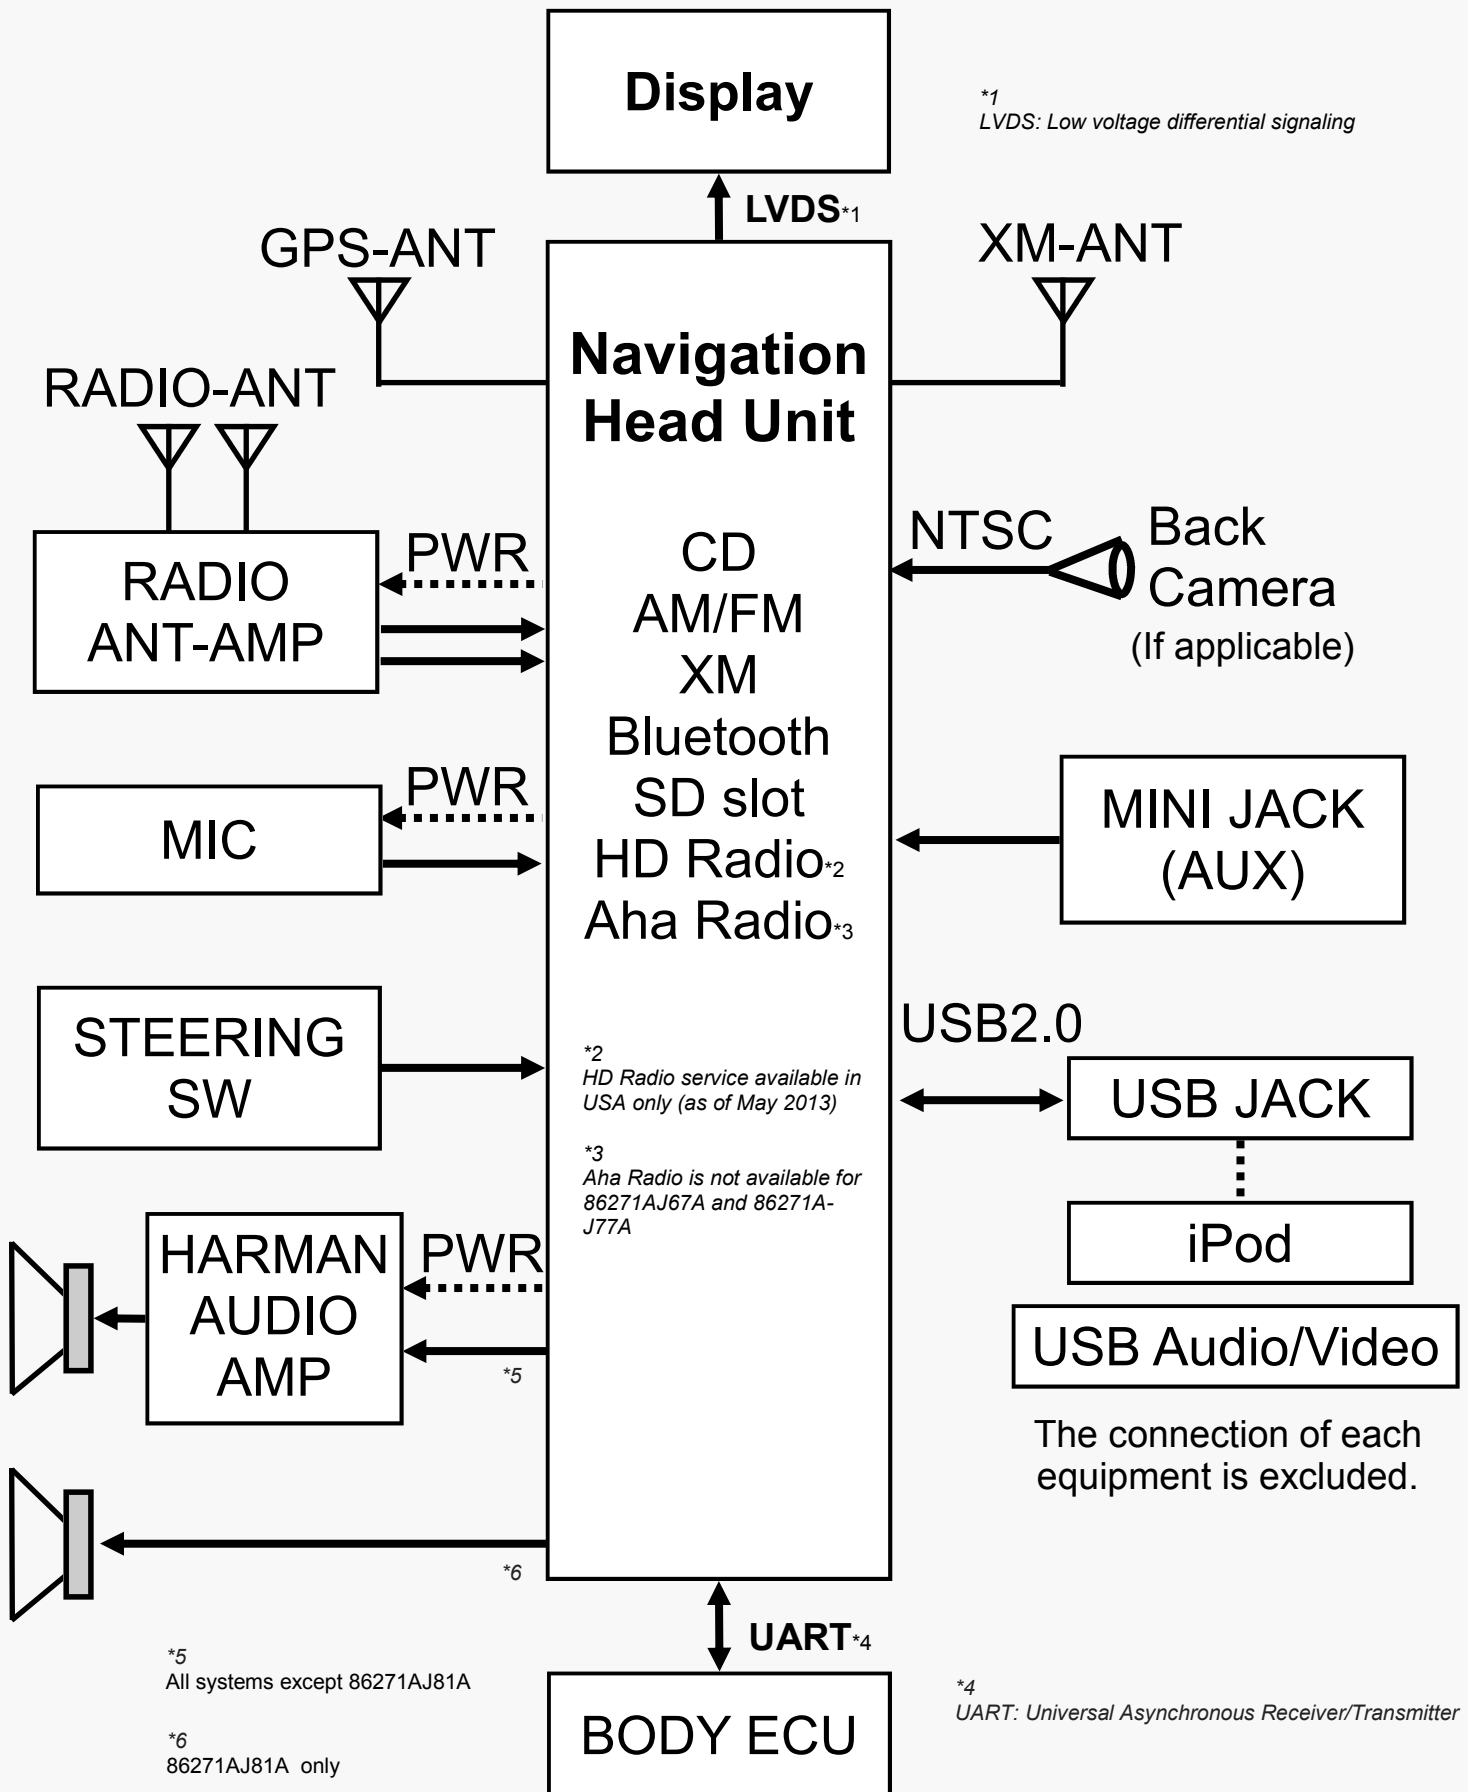 Display
*1
LVDS: Low voltage differential signaling
LVDS*1
GPS-ANT
XM-ANT
RADIO-ANT
Navigation
Head Unit
RADIO
ANT-AMP
PWR
CD
AM/FM
XM
Bluetooth
SD slot
HD Radio*2
Aha Radio*3
NTSC
Back
Camera
(If applicable)
MIC
PWR
MINI JACK
(AUX)
STEERING
SW
*2
HD Radio service available in
USA only (as of May 2013)
*3
Aha Radio is not available for
86271AJ67A and 86271A-
J77A
USB2.0
USB JACK
iPod
USB Audio/Video
The connection of each
equipment is excluded.
HARMAN
AUDIO
AMP
PWR
*5
*6
UART*4
*5
All systems except 86271AJ81A
*6
86271AJ81A only
BODY ECU
*4
UART: Universal Asynchronous Receiver/Transmitter